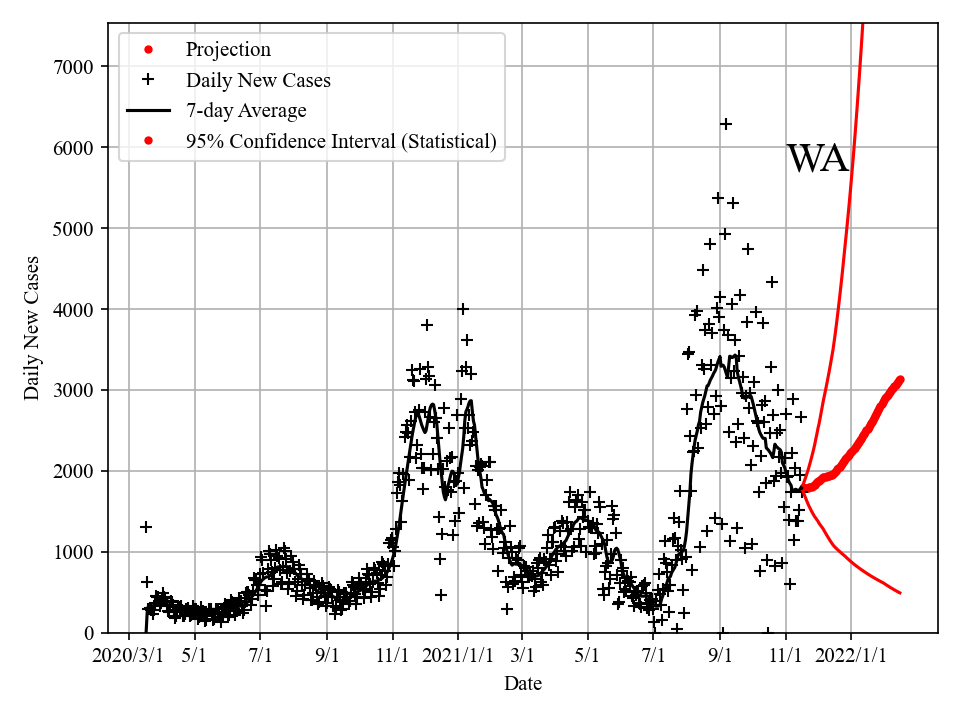 Projection
Daily New Cases
7-day Average
95% Confidence Interval (Statistical)
WA
7000
6000
5000
4000
3000
2000
1000
0
Daily New Cases
2020/3/1 5/1 7/1 9/1 11/1 2021/1/1 3/1 5/1 7/1 9/1 11/1 2022/1/1
Date